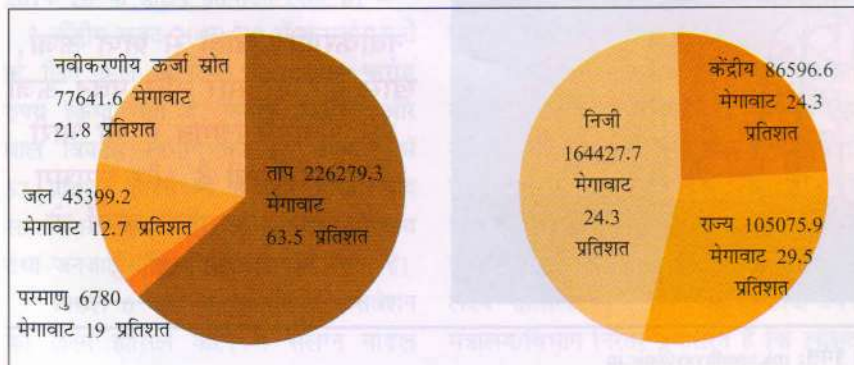 नवीकरणीय ऊर्जा स्रोत
77641.6 मेगावाट
21.8 प्रतिशत
जल 45399.2
मेगावाट 12.7 प्रतिशत
परमाणु 6780
मेगावाट 19 प्रतिशत
ताप 226279.3
मेगावाट
63.5 प्रतिशत
निजी
164427.7
मेगावाट
24.3
प्रतिशत
केंद्रीय 86596.6
मेगावाट 24.3
प्रतिशत
राज्य 105075.9
मेगावाट 29.5
प्रतिशत